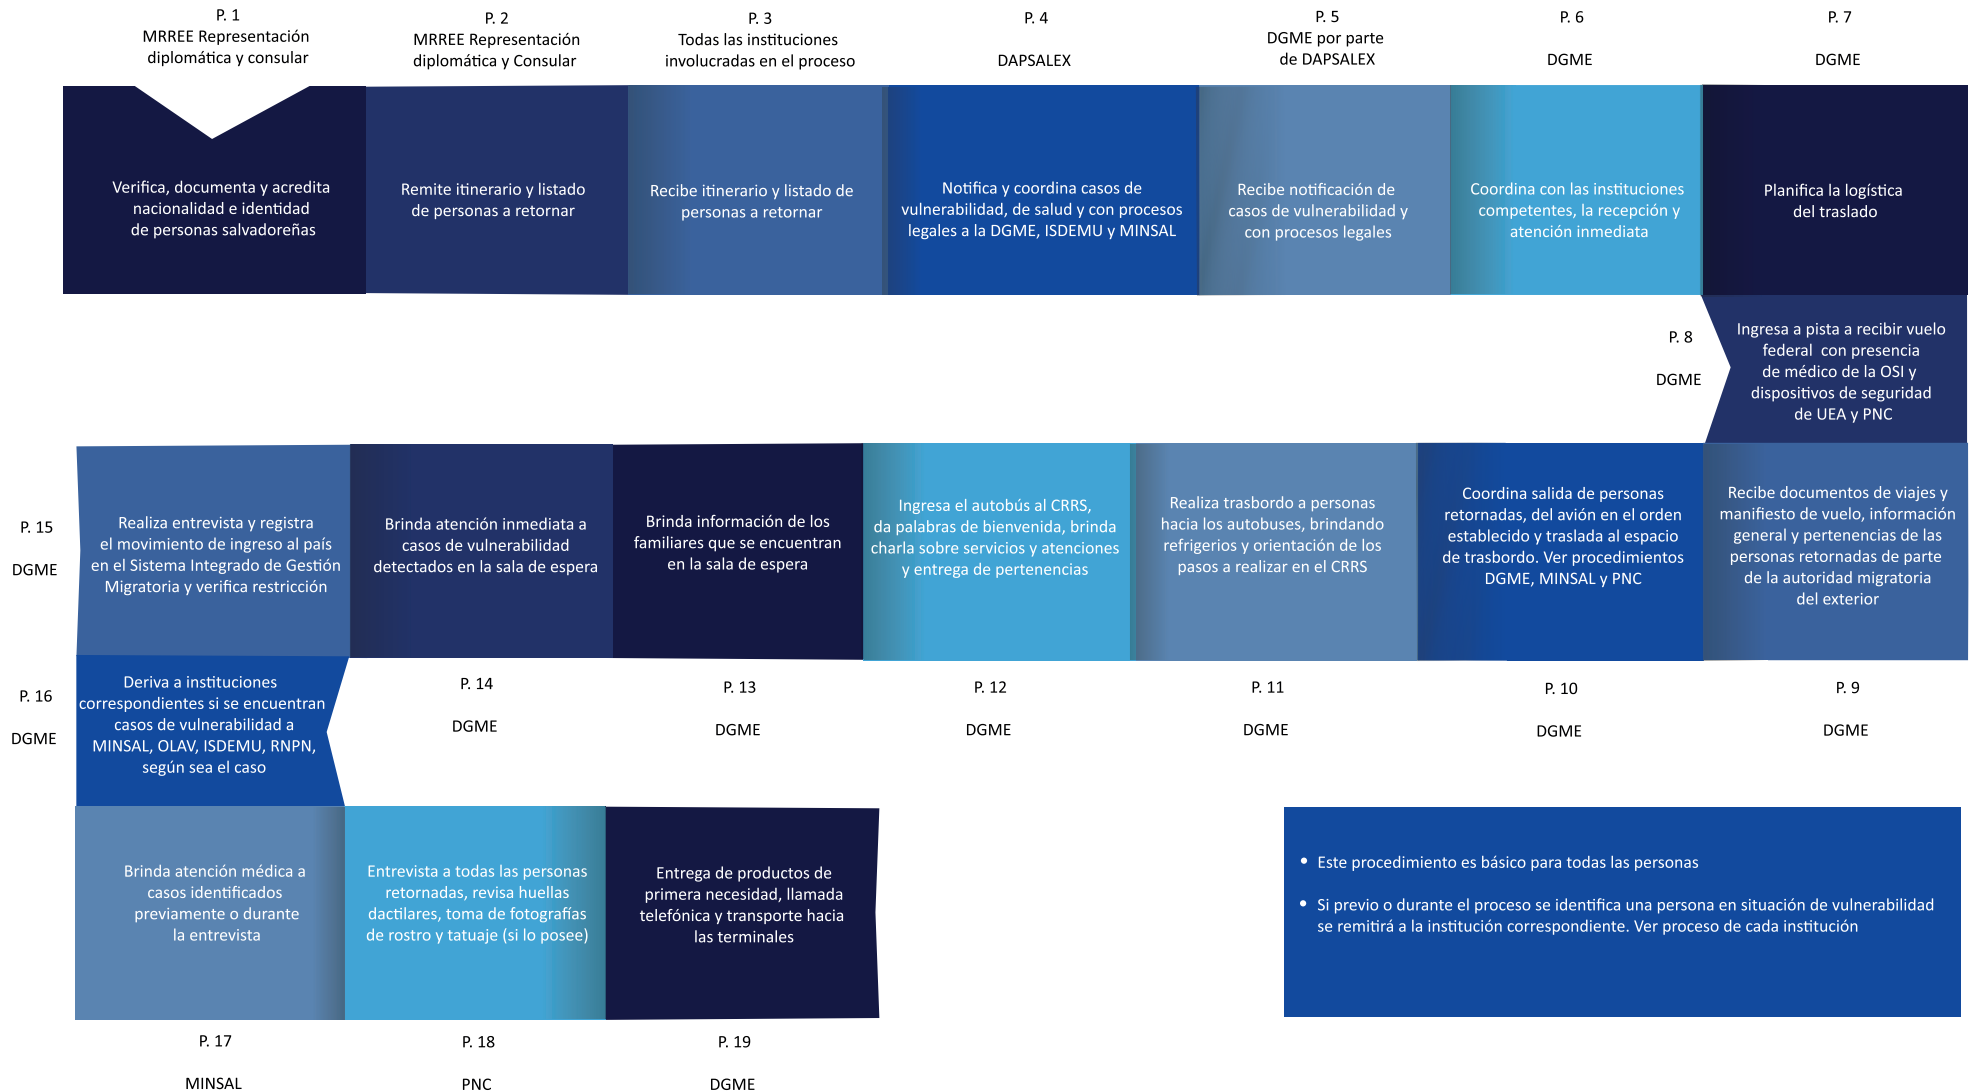 P. 1
MRREE Representación
diplomática y consular
P. 2
MRREE Representación
diplomática y Consular
P. 3
Todas las instituciones
involucradas en el proceso
P. 4
DAPSALEX
P. 5
DGME por parte
de DAPSALEX
P. 6
DGME
P. 7
DGME
Verifica, documenta y acredita
nacionalidad e identidad
de personas salvadoreñas
Remite itinerario y listado
de personas a retornar
Recibe itinerario y listado de
personas a retornar
Notifica y coordina casos de
vulnerabilidad, de salud y con procesos
legales a la DGME, ISDEMU y MINSAL
Recibe notificación de
casos de vulnerabilidad y
con procesos legales
Coordina con las instituciones
competentes, la recepción y
atención inmediata
Planifica la logística
del traslado
P. 8
DGME
Ingresa a pista a recibir vuelo
federal con presencia
de médico de la OSI y
dispositivos de seguridad
de UEA y PNC
Recibe documentos de viajes y
manifiesto de vuelo, información
general y pertenencias de las
personas retornadas de parte
de la autoridad migratoria
del exterior
P. 9
DGME
Coordina salida de personas
retornadas, del avión en el orden
establecido y traslada al espacio
de trasbordo. Ver procedimientos
DGME, MINSAL y PNC
P. 10
DGME
Realiza trasbordo a personas
hacia los autobuses, brindando
refrigerios y orientación de los
pasos a realizar en el CRRS
P. 11
DGME
Ingresa el autobús al CRRS,
da palabras de bienvenida, brinda
charla sobre servicios y atenciones
y entrega de pertenencias
P. 12
DGME
Brinda información de los
familiares que se encuentran
en la sala de espera
P. 13
DGME
Brinda atención inmediata a
casos de vulnerabilidad
detectados en la sala de espera
P. 14
DGME
P. 15
DGME
Realiza entrevista y registra
el movimiento de ingreso al país
en el Sistema Integrado de Gestión
Migratoria y verifica restricción
P. 16
DGME
Deriva a instituciones
correspondientes si se encuentran
casos de vulnerabilidad a
MINSAL, OLAV, ISDEMU, RNPN,
según sea el caso
Brinda atención médica a
casos identificados
previamente o durante
la entrevista
P. 17
MINSAL
Entrevista a todas las personas
retornadas, revisa huellas
dactilares, toma de fotografías
de rostro y tatuaje (si lo posee)
P. 18
PNC
Entrega de productos de
primera necesidad, llamada
telefónica y transporte hacia
las terminales
P. 19
DGME
• Este procedimiento es básico para todas las personas
• Si previo o durante el proceso se identifica una persona en situación de vulnerabilidad
se remitirá a la institución correspondiente. Ver proceso de cada institución